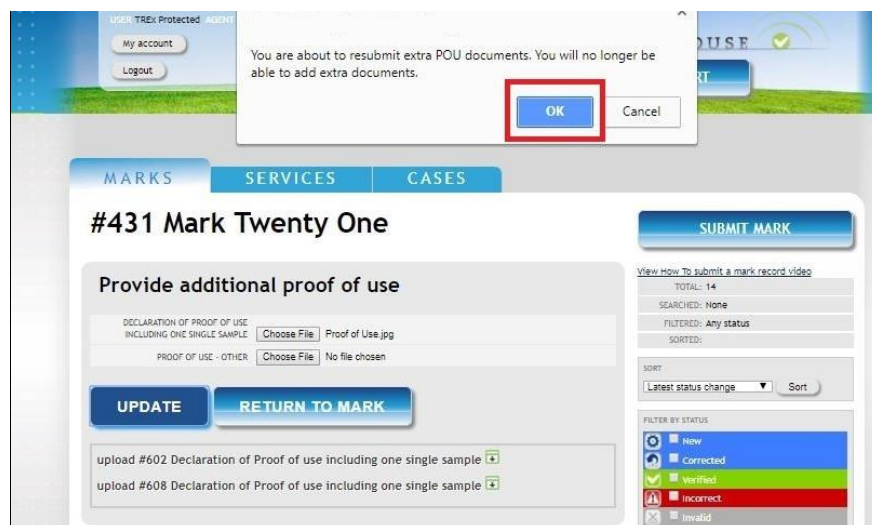 USER TREx Protected AGENT
My account
Logout
You are about to resubmit extra POU documents. You will no longer be
able to add extra documents.
OK
Cancel
OUSE
RT
MARKS
SERVICES
CASES
#431 Mark Twenty One
SUBMIT MARK
View How To submit a mark record video
TOTAL: 14
SEARCHED: None
FILTERED: Any status
SORTED:
Provide additional proof of use
DECLARATION OF PROOF OF USE
INCLUDING ONE SINGLE SAMPLE Choose File Proof of Use.jpg
PROOF OF USE - OTHER Choose File No file chosen
UPDATE
RETURN TO MARK
upload #602 Declaration of Proof of use including one single sample
upload #608 Declaration of Proof of use including one single sample
SORT
Latest status change
Sort
FILTER BY STATUS
New
Corrected
Verified
Incorrect
Invalid